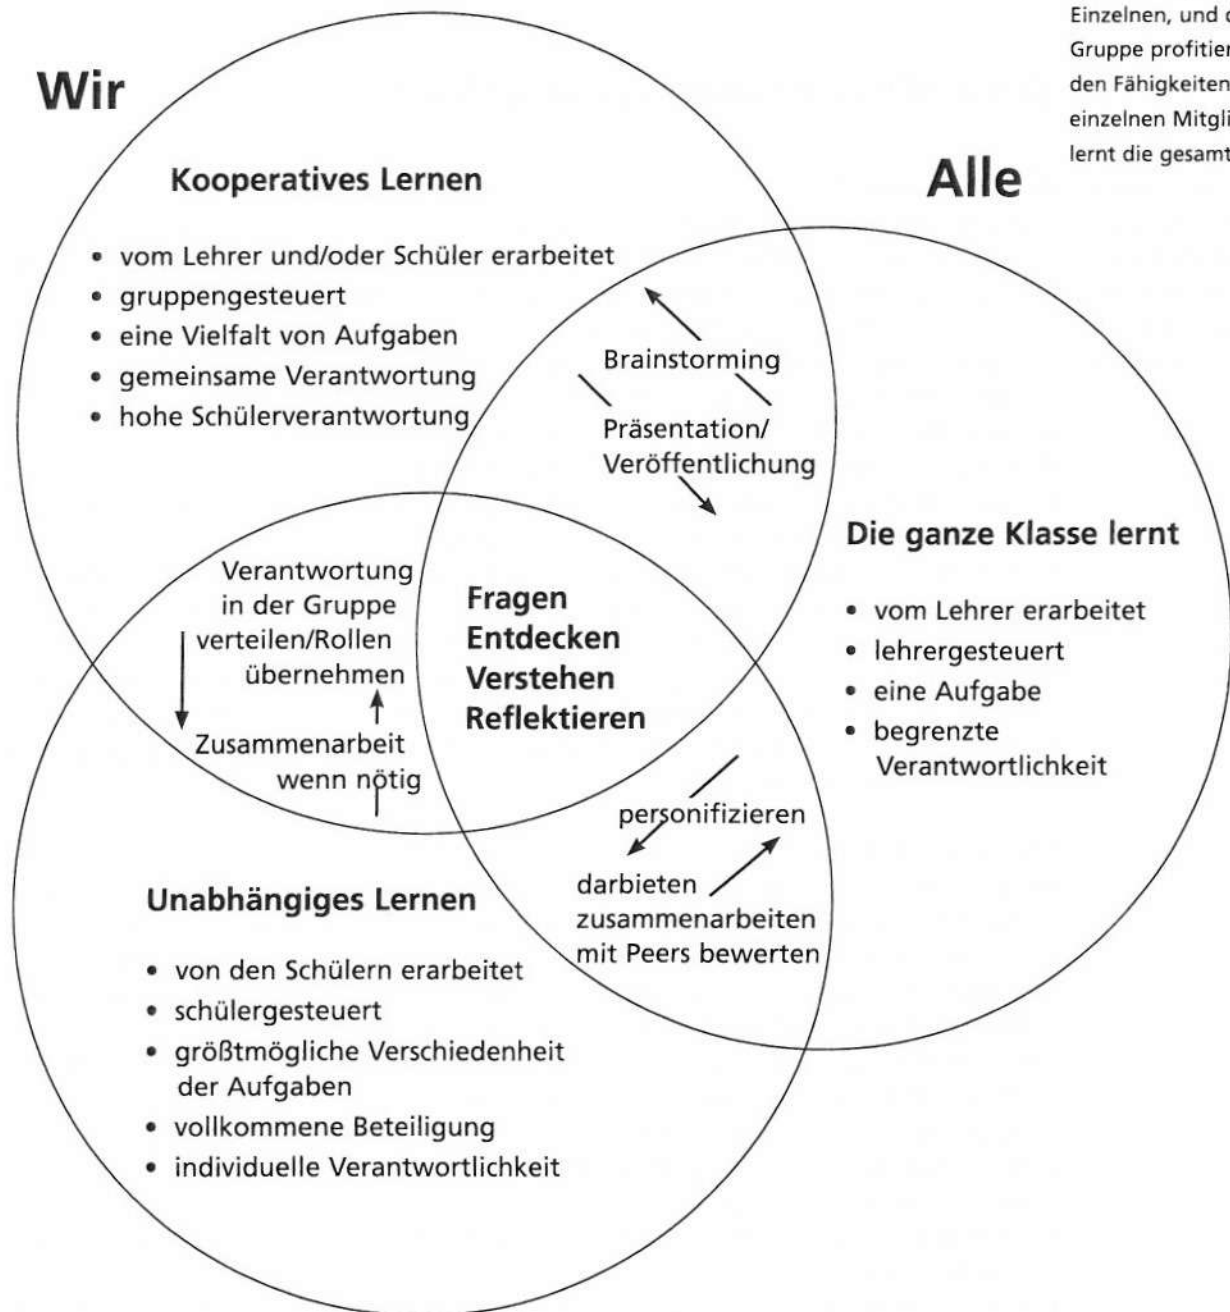 Einzelnen, und
Gruppe
den Fähigkeiten
einzelnen
lernt die
Wir
Alle
Kooperatives Lernen
• vom Lehrer und/oder Schüler erarbeitet
• gruppengesteuert
• eine Vielfalt von Aufgaben
• gemeinsame Verantwortung
• hohe Schülerverantwortung
Brainstorming
Präsentation/
Veröffentlichung
Die ganze Klasse lernt
• vom Lehrer erarbeitet
• lehrergesteuert
• eine Aufgabe
• begrenzte
Verantwortlichkeit
Verantwortung
in der Gruppe
verteilen/Rollen
übernehmen
Zusammenarbeit
wenn nötig
Fragen
Entdecken
Verstehen
Reflektieren
personifizieren
darbieten
zusammenarbeiten
mit Peers bewerten
Unabhängiges Lernen
• von den Schülern erarbeitet
• schülergesteuert
• größtmögliche Verschiedenheit
der Aufgaben
• vollkommene Beteiligung
• individuelle Verantwortlichkeit